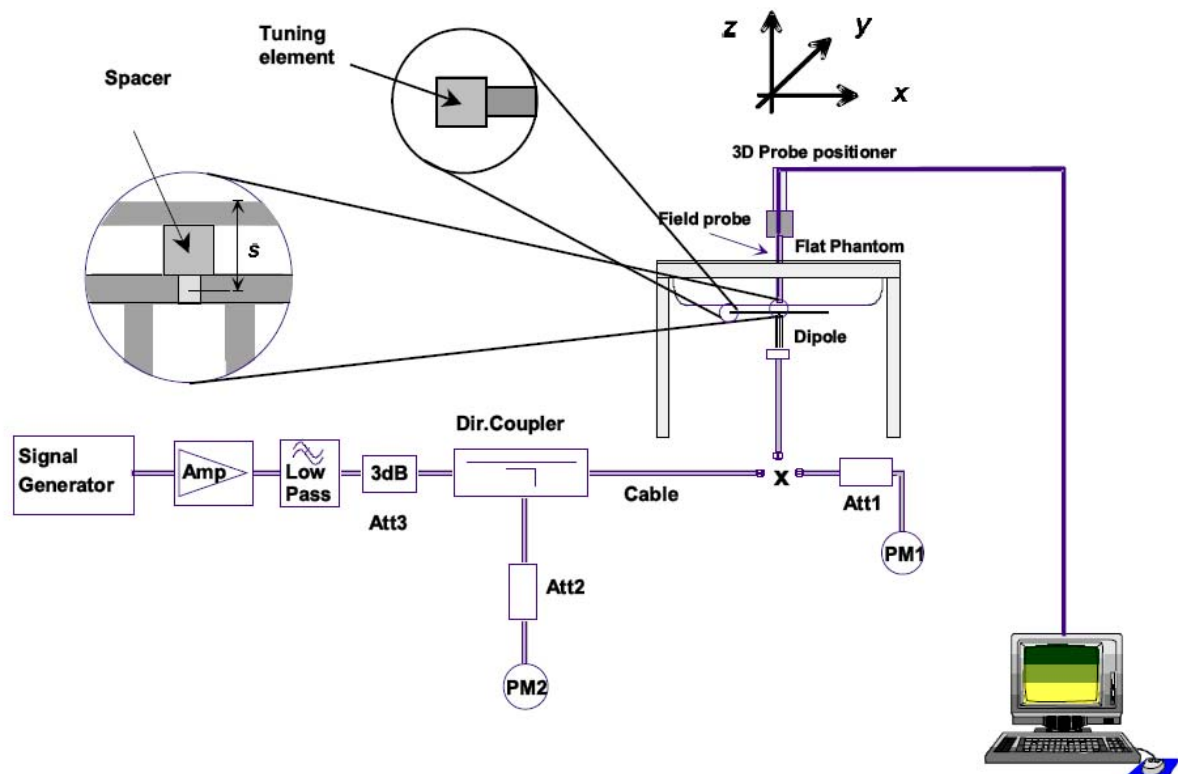 Tuning
element
Spacer
z
y
x
3D Probe positioner
Field probe
Flat Phantom
s
Dipole
Dir.Coupler
Signal
Generator
Amp
Low
Pass
3dB
Att3
Cable
x
Att1
PM1
Att2
PM2